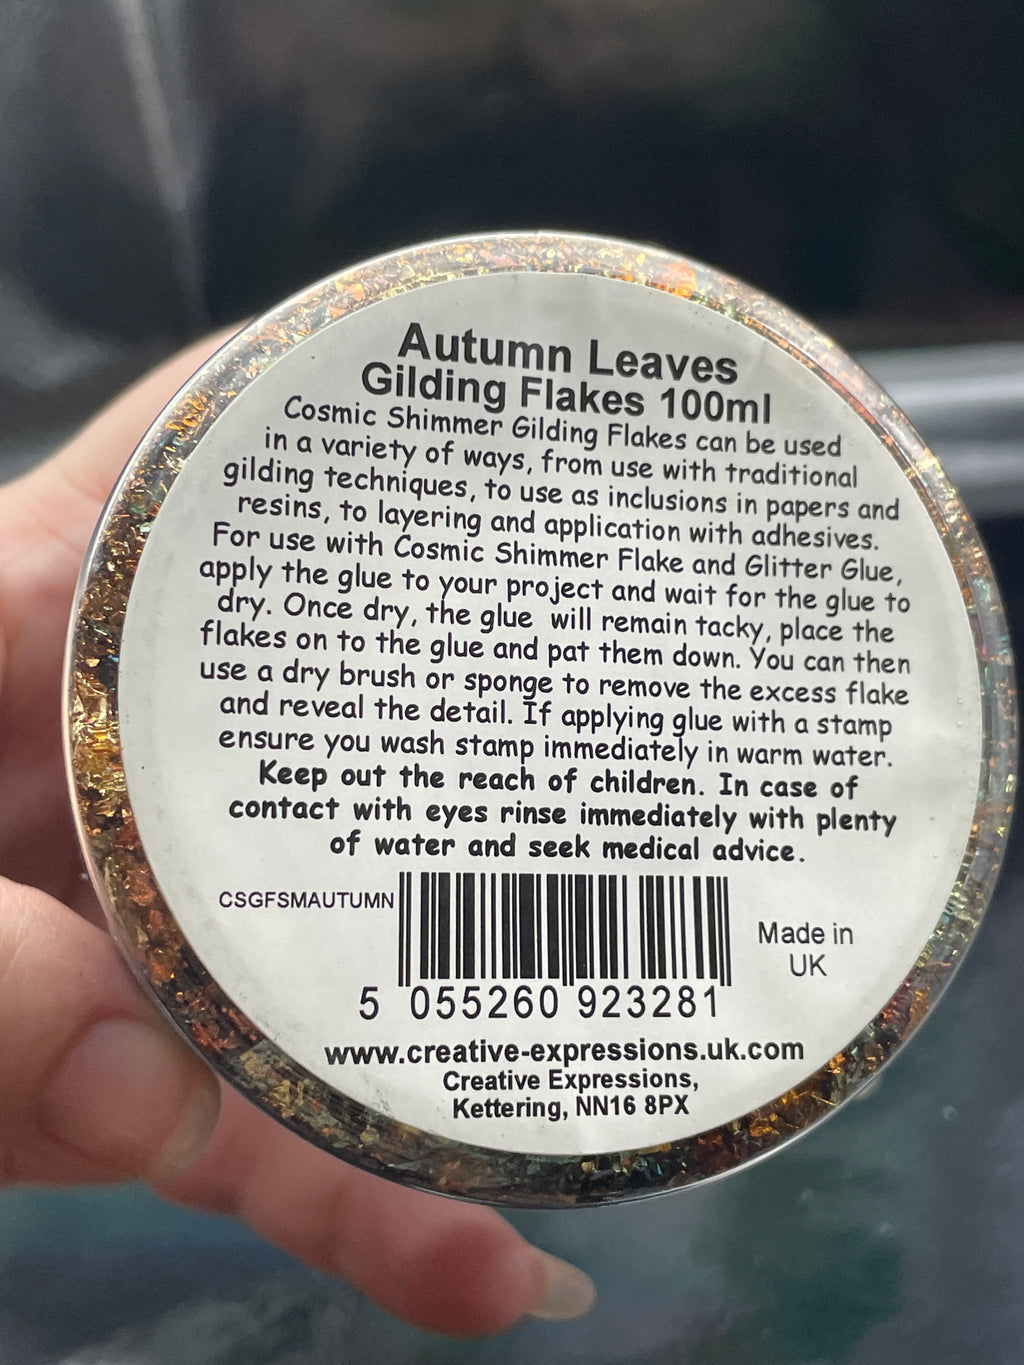 Autumn Leaves
Gilding Flakes 100ml
Cosmic Shimmer Gilding Flakes can be used
in a variety of ways, from use with traditional
gilding techniques, to use as inclusions in papers and
resins, to layering and application with adhesives.
For use with Cosmic Shimmer Flake and Glitter Glue,
apply the glue to your project and wait for the glue to
dry. Once dry, the glue will remain tacky, place the
flakes on to the glue and pat them down. You can then
use a dry brush or sponge to remove the excess flake
and reveal the detail. If applying glue with a stamp
ensure you wash stamp immediately in warm water.
Keep out the reach of children. In case of
contact with eyes rinse immediately with plenty
of water and seek medical advice.
CSGFSMAUTUMN
Made in
UK
5 055260 923281
www.creative-expressions.uk.com
Creative Expressions,
Kettering, NN16 8PX